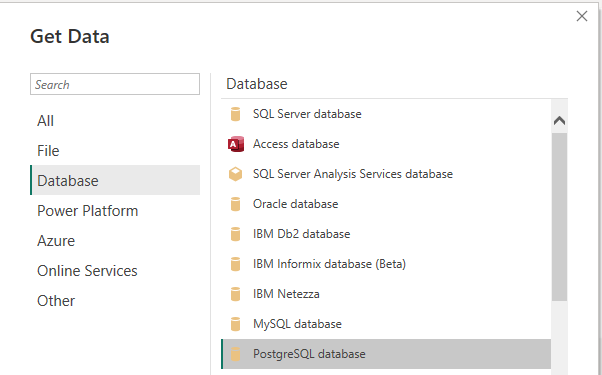 Get Data
Search
All
File
Database
Power Platform
Azure
Online Services
Other
Database
SQL Server database
Access database
SQL Server Analysis Services database
Oracle database
IBM Db2 database
IBM Informix database (Beta)
IBM Netezza
MySQL database
PostgreSQL database